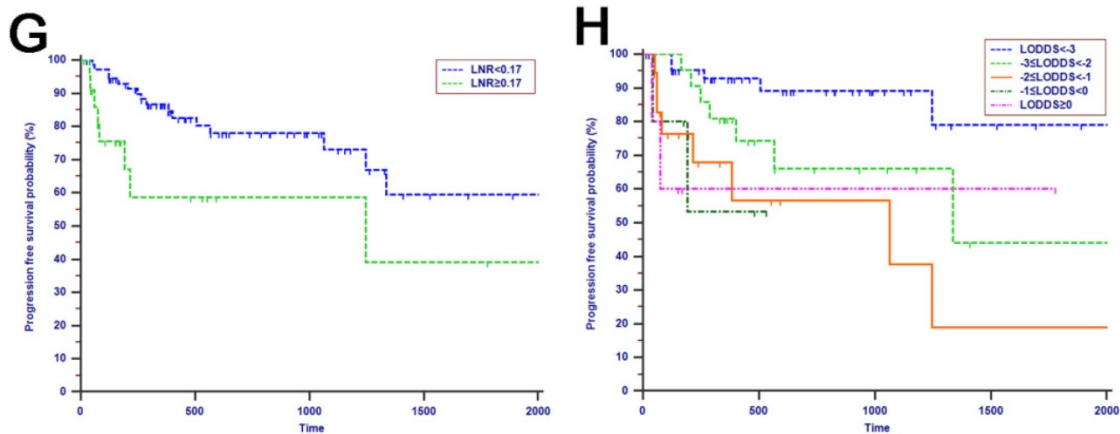 G
LNR<0.17
LNR≥0.17
Progression free survival probability (%)
100
90
80
70
60
50
40
30
20
10
0
0 500 1000 1500 2000
Time
H
LODDS<-3
-3≤LODDS<-2
-2≤LODDS<-1
-1≤LODDS<0
LODDS≥0
Progression free survival probability (%)
100
90
80
70
60
50
40
30
20
10
0
0 500 1000 1500 2000
Time